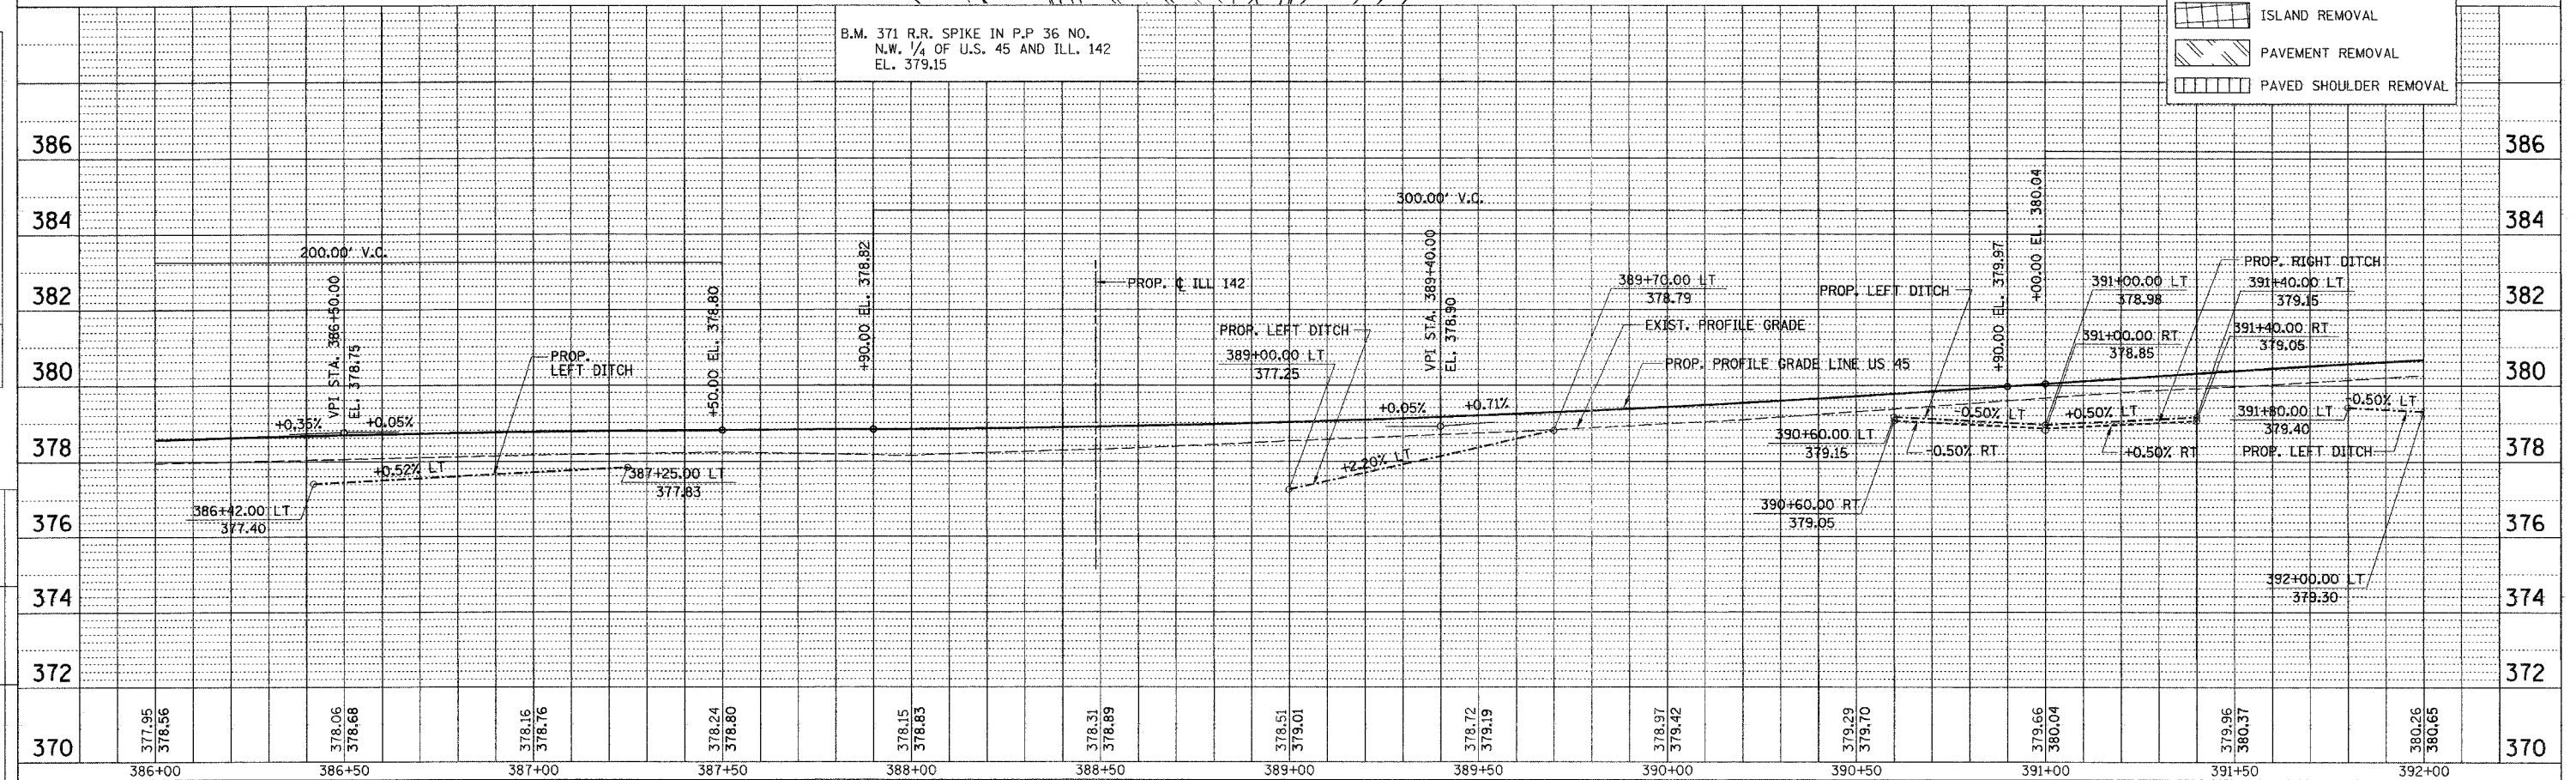 B.M. 371 R.R. SPIKE IN P.P 36 NO.
N.W. 1/4 OF U.S. 45 AND ILL. 142
EL. 379.15
ISLAND REMOVAL
PAVEMENT REMOVAL
PAVED SHOULDER REMOVAL
386
384
382
380
378
376
374
372
370
386
384
382
380
378
376
374
372
370
200.00' V.C.
VPI STA. 386+50.00
EL. 378.75
+0.35%
+0.05%
PROP.
LEFT DITCH
+0.52% LT
386+42.00 LT
377.40
387+25.00 LT
377.83
+50.00 EL. 378.80
+90.00 EL. 378.82
300.00' V.C.
PROP. ℄ ILL 142
PROP. LEFT DITCH
389+00.00 LT
377.25
VPI STA. 389+40.00
EL. 378.90
+0.05%
+0.71%
+2.20% LT
389+70.00 LT
378.79
EXIST. PROFILE GRADE
PROP. PROFILE GRADE LINE US 45
PROP. LEFT DITCH
390+60.00 LT
379.15
390+60.00 RT
379.05
+90.00 EL. 379.97
+00.00 EL. 380.04
-0.50% LT
-0.50% RT
+0.50% LT
+0.50% RT
391+00.00 LT
378.98
391+00.00 RT
378.85
PROP. RIGHT DITCH
391+40.00 LT
379.15
391+40.00 RT
379.05
391+80.00 LT
379.40
-0.50% LT
PROP. LEFT DITCH
392+00.00 LT
379.30
377.95
378.56
378.06
378.68
378.16
378.76
378.24
378.80
378.15
378.83
378.31
378.89
378.51
379.01
378.72
379.19
378.97
379.42
379.29
379.70
379.66
380.04
379.96
380.37
380.26
380.65
386+00
386+50
387+00
387+50
388+00
388+50
389+00
389+50
390+00
390+50
391+00
391+50
392+00